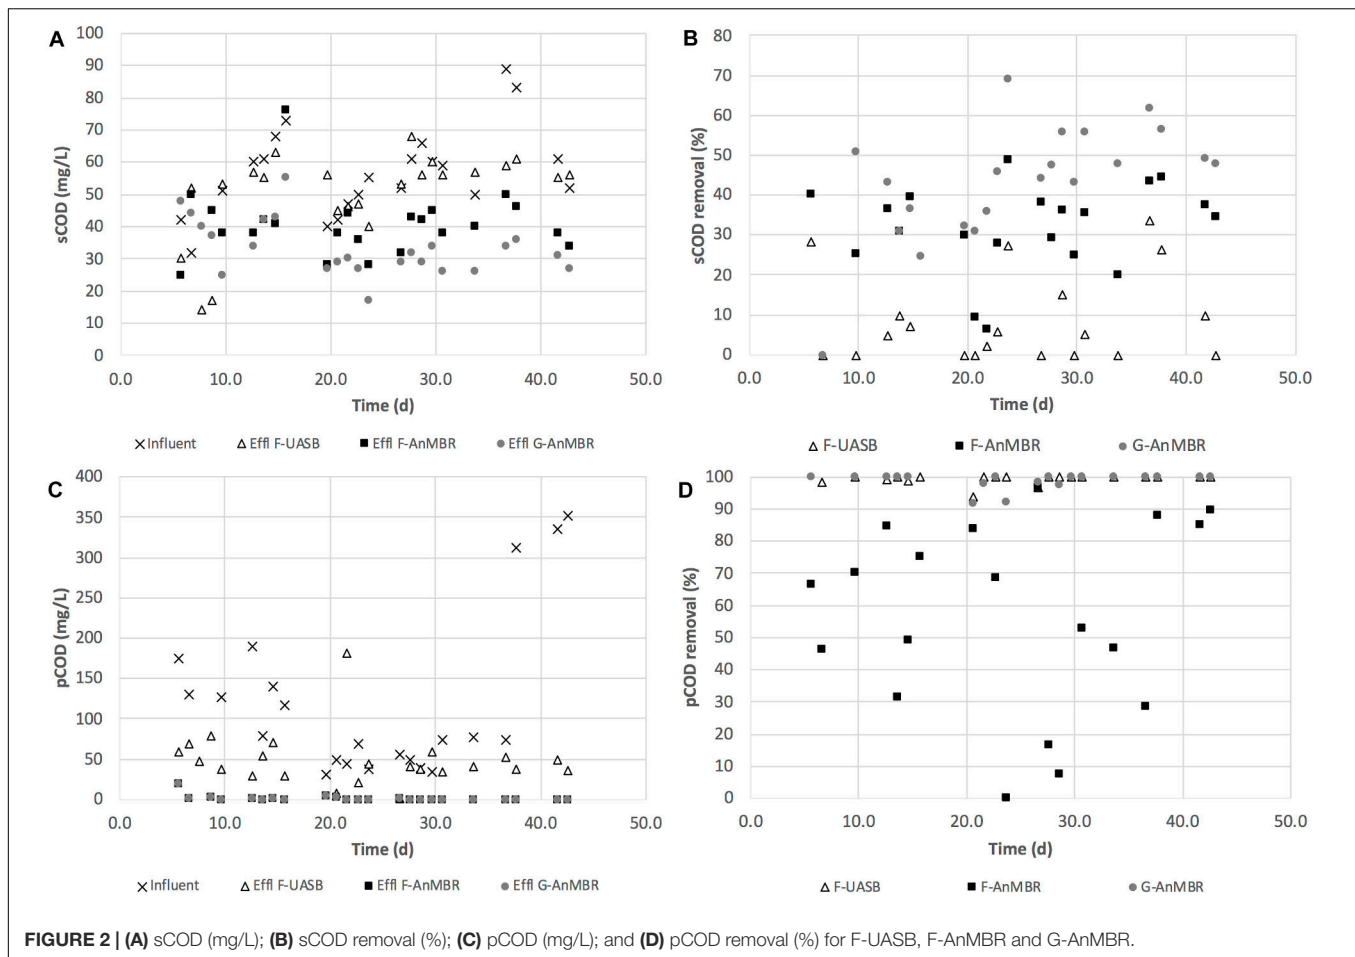 A
sCOD (mg/L)
100
90
80
70
60
50
40
30
20
10
0
0.0 10.0 20.0 30.0 40.0 50.0
Time (d)
Influent Effl F-UASB Effl F-AnMBR Effl G-AnMBR
B
sCOD removal (%)
80
70
60
50
40
30
20
10
0
0.0 10.0 20.0 30.0 40.0 50.0
Time (d)
F-UASB F-AnMBR G-AnMBR
C
pCOD (mg/L)
400
350
300
250
200
150
100
50
0
0.0 10.0 20.0 30.0 40.0 50.0
Time (d)
Influent Effl F-UASB Effl F-AnMBR Effl G-AnMBR
D
pCOD removal (%)
100
90
80
70
60
50
40
30
20
10
0
0.0 10.0 20.0 30.0 40.0 50.0
Time (d)
F-UASB F-AnMBR G-AnMBR
FIGURE 2 | (A) sCOD (mg/L); (B) sCOD removal (%); (C) pCOD (mg/L); and (D) pCOD removal (%) for F-UASB, F-AnMBR and G-AnMBR.